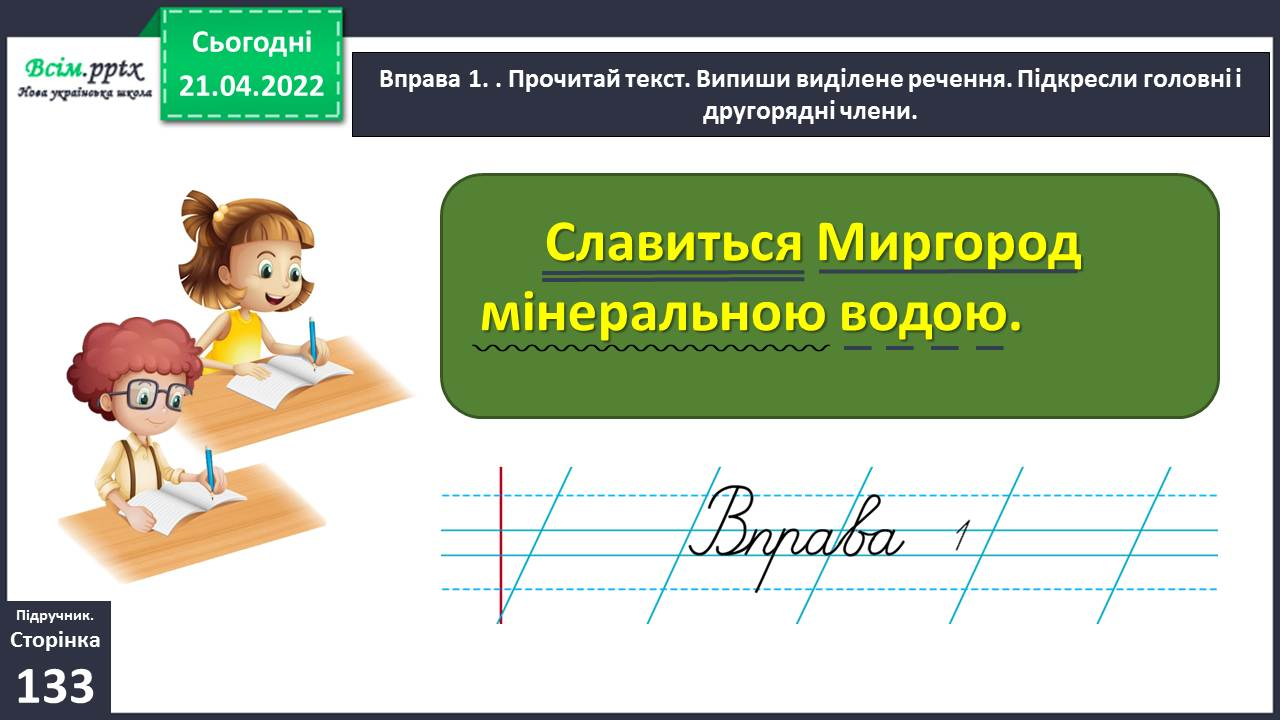 Сьогодні
21.04.2022
Всім.pptx
Нова українська школа
Вправа 1. . Прочитай текст. Випиши виділене речення. Підкресли головні і
другорядні члени.
Славиться Миргород
мінеральною водою.
Вправа 1
Підручник.
Сторінка
133